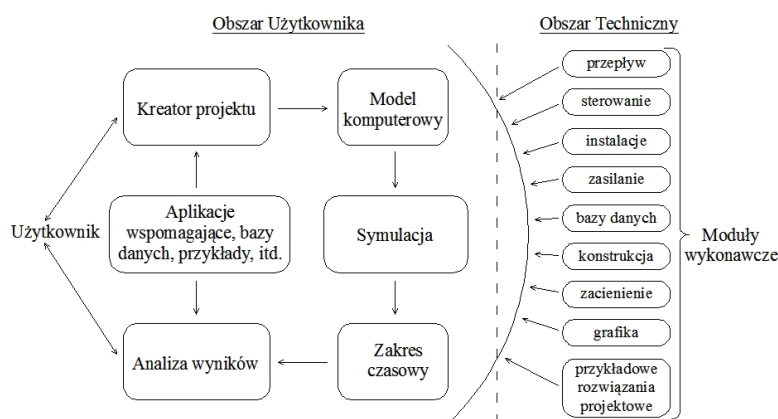 Obszar Użytkownika
Obszar Techniczny
Kreator projektu
Model
komputerowy
Użytkownik
Aplikacje
wspomagające, bazy
danych, przykłady, itd.
Symulacja
Analiza wyników
Zakres
czasowy
przepływ
sterowanie
instalacje
zasilanie
bazy danych
konstrukcja
zacienienie
grafika
przykładowe
rozwiązania
projektowe
Moduły
wykonawcze